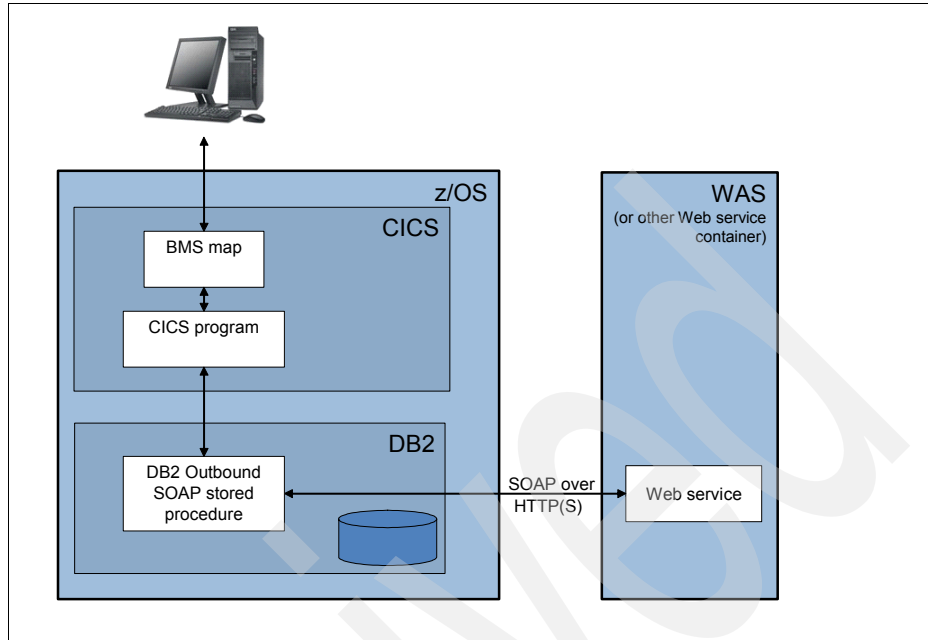 z/OS
CICS
BMS map
CICS program
DB2
DB2 Outbound
SOAP stored
procedure
SOAP over
HTTP(S)
WAS
(or other Web service
container)
Web service
ived